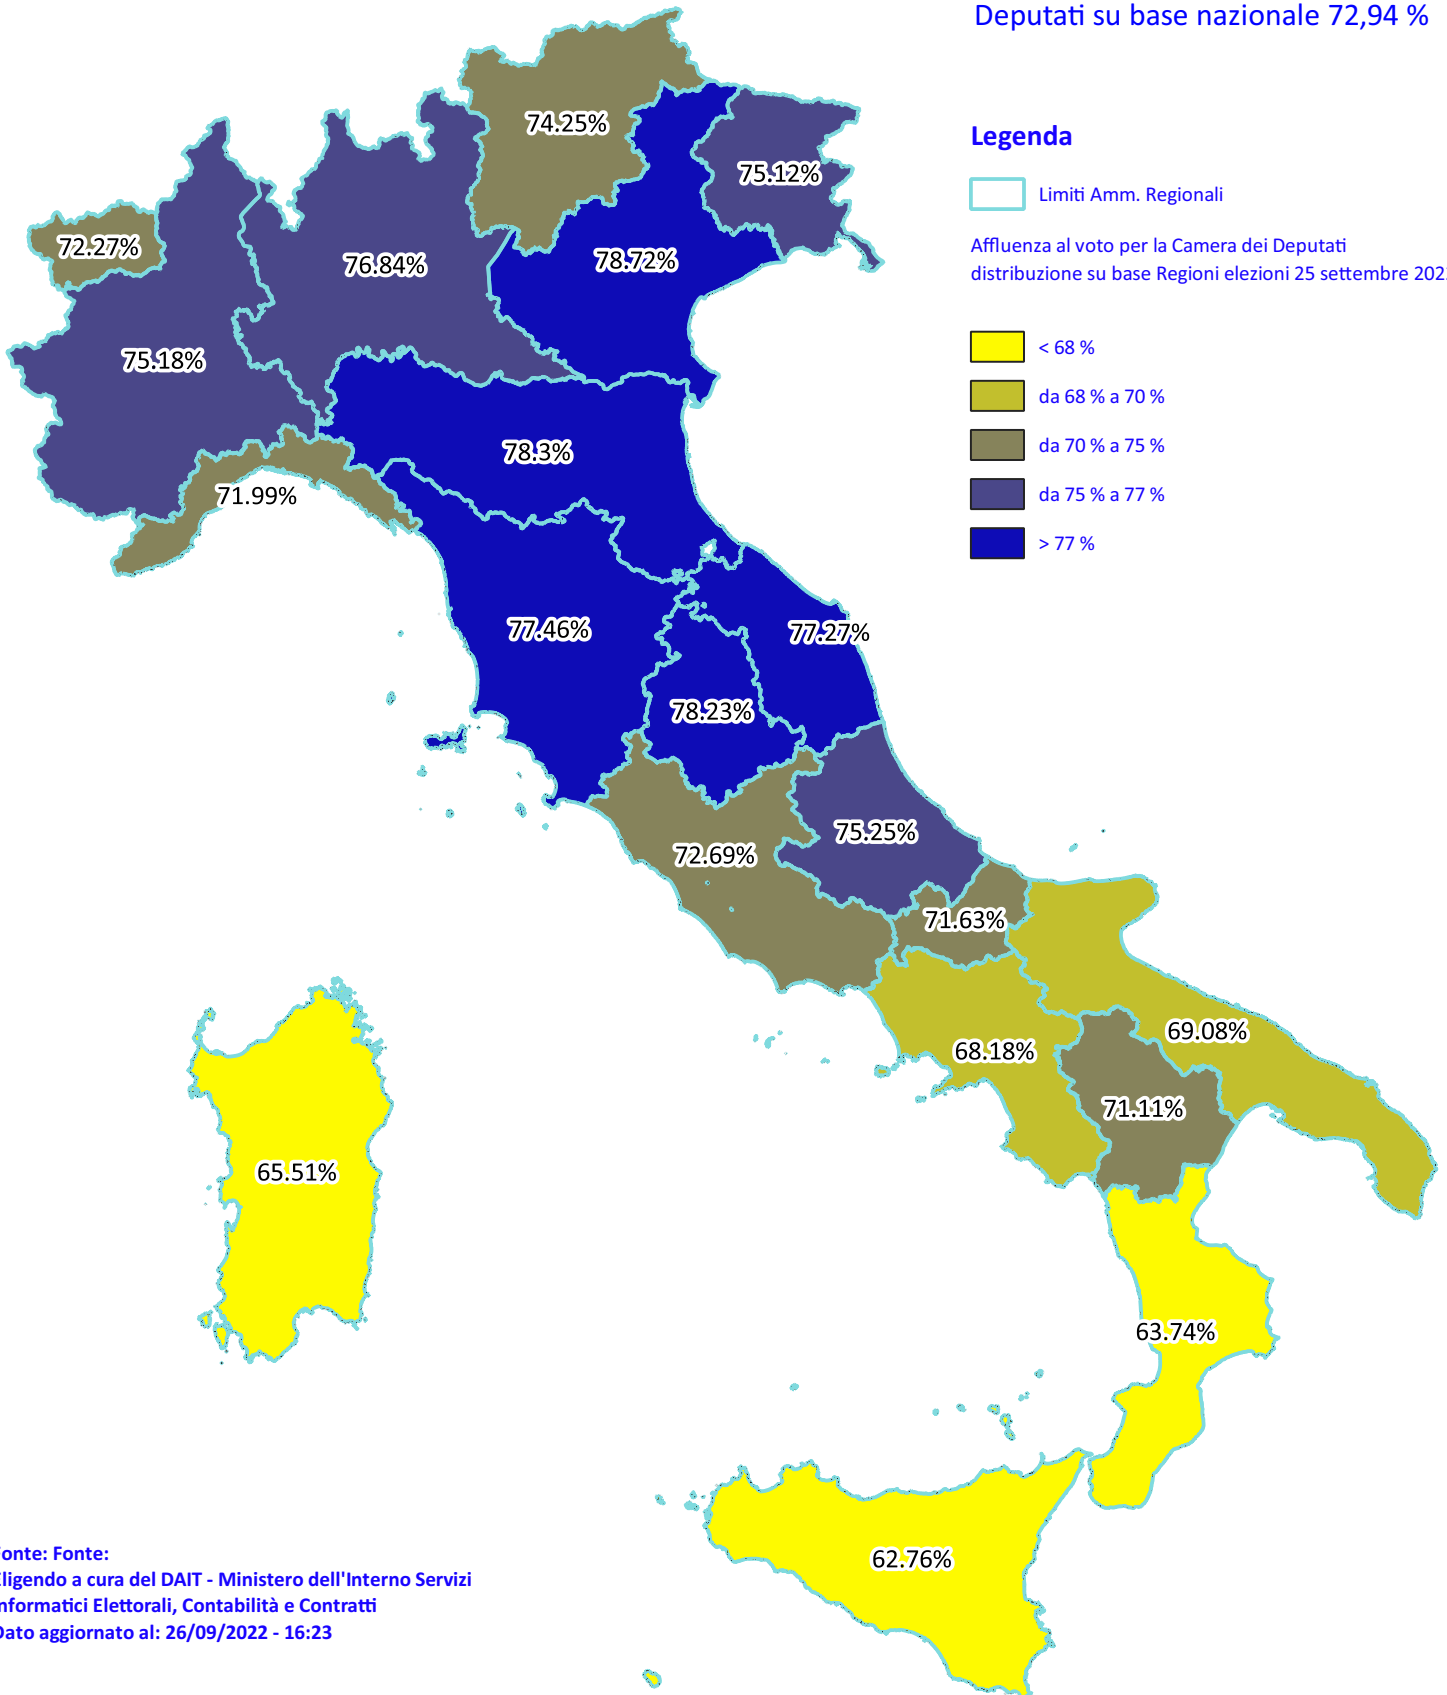 Deputati su base nazionale 72,94 %
Legenda
Limiti Amm. Regionali
Affluenza al voto per la Camera dei Deputati
distribuzione su base Regioni elezioni 25 settembre 202
< 68 %
da 68 % a 70 %
da 70 % a 75 %
da 75 % a 77 %
> 77 %
74.25%
75.12%
72.27%
76.84%
78.72%
75.18%
78.3%
71.99%
77.46%
77.27%
78.23%
75.25%
72.69%
71.63%
69.08%
68.18%
71.11%
65.51%
63.74%
62.76%
onte: Fonte:
ligendo a cura del DAIT - Ministero dell'Interno Servizi
nformatici Elettorali, Contabilità e Contratti
Dato aggiornato al: 26/09/2022 - 16:23